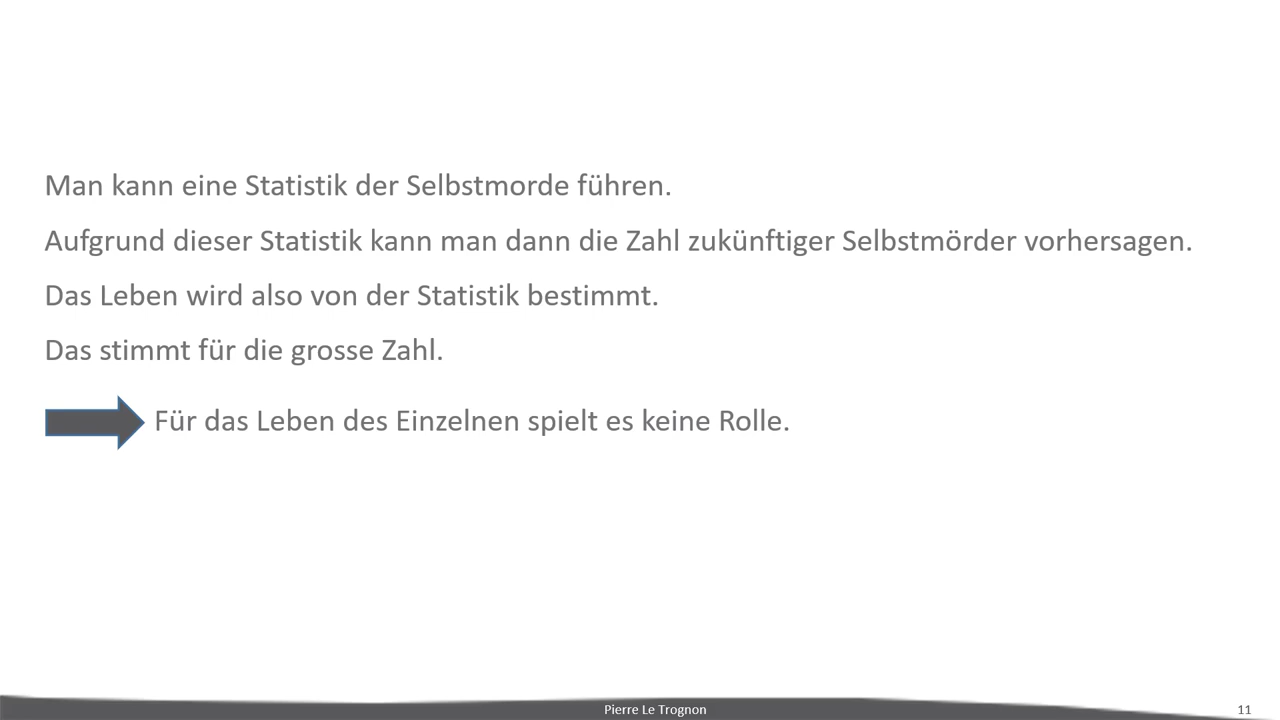 Man kann eine Statistik der Selbstmorde führen.
Aufgrund dieser Statistik kann man dann die Zahl zukünftiger Selbstmörder vorhersagen.
Das Leben wird also von der Statistik bestimmt.
Das stimmt für die grosse Zahl.
Für das Leben des Einzelnen spielt es keine Rolle.
Pierre Le Trognon
11